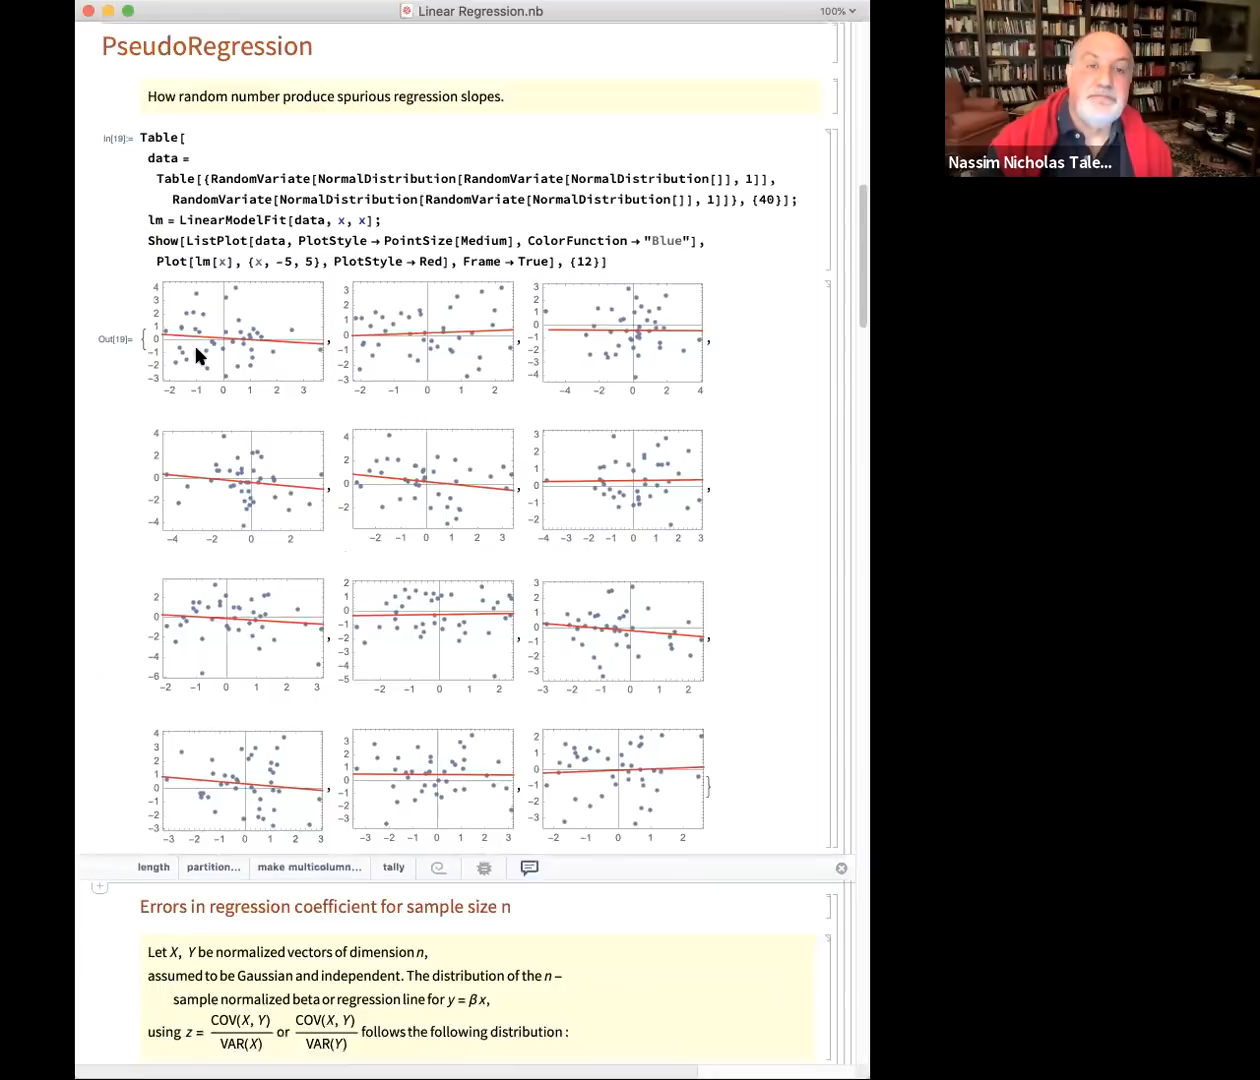 Linear Regression.nb
100%
PseudoRegression
How random number produce spurious regression slopes.
In[19]:= Table[
data =
Table[{RandomVariate[NormalDistribution[RandomVariate[NormalDistribution[]], 1]],
RandomVariate[NormalDistribution[RandomVariate[NormalDistribution[]], 1]]}, {40}];
lm = LinearModelFit[data, x, x];
Show[ListPlot[data, PlotStyle → PointSize[Medium], ColorFunction → "Blue"],
Plot[lm[x], {x, -5, 5}, PlotStyle → Red], Frame → True], {12}]
Out[19]=
length partition... make multicolumn... tally
Errors in regression coefficient for sample size n
Let X, Y be normalized vectors of dimension n,
assumed to be Gaussian and independent. The distribution of the n –
sample normalized beta or regression line for y = β x,
using z = COV(X, Y) / VAR(X) or COV(X, Y) / VAR(Y) follows the following distribution :
Nassim Nicholas Tale...